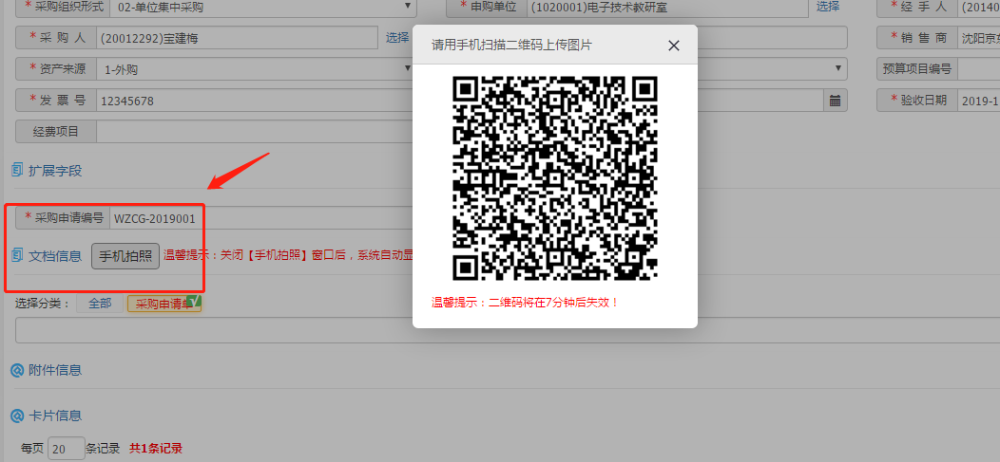 * 采购组织形式 02-单位集中采购 * 申购单位 (1020001)电子技术教研室 选择 * 经 手 人 (20140
* 采 购 人 (20012292)宝建梅 选择 * 销 售 商 沈阳京东
* 资产来源 1-外购 预算项目编号
* 发 票 号 12345678 * 验收日期 2019-1
经费项目
请用手机扫描二维码上传图片
温馨提示：二维码将在7分钟后失效！
扩展字段
* 采购申请编号 WZCG-2019001
文档信息 手机拍照 温馨提示：关闭【手机拍照】窗口后，系统自动显
选择分类： 全部 采购申请单
附件信息
卡片信息
每页 20 条记录 共1条记录